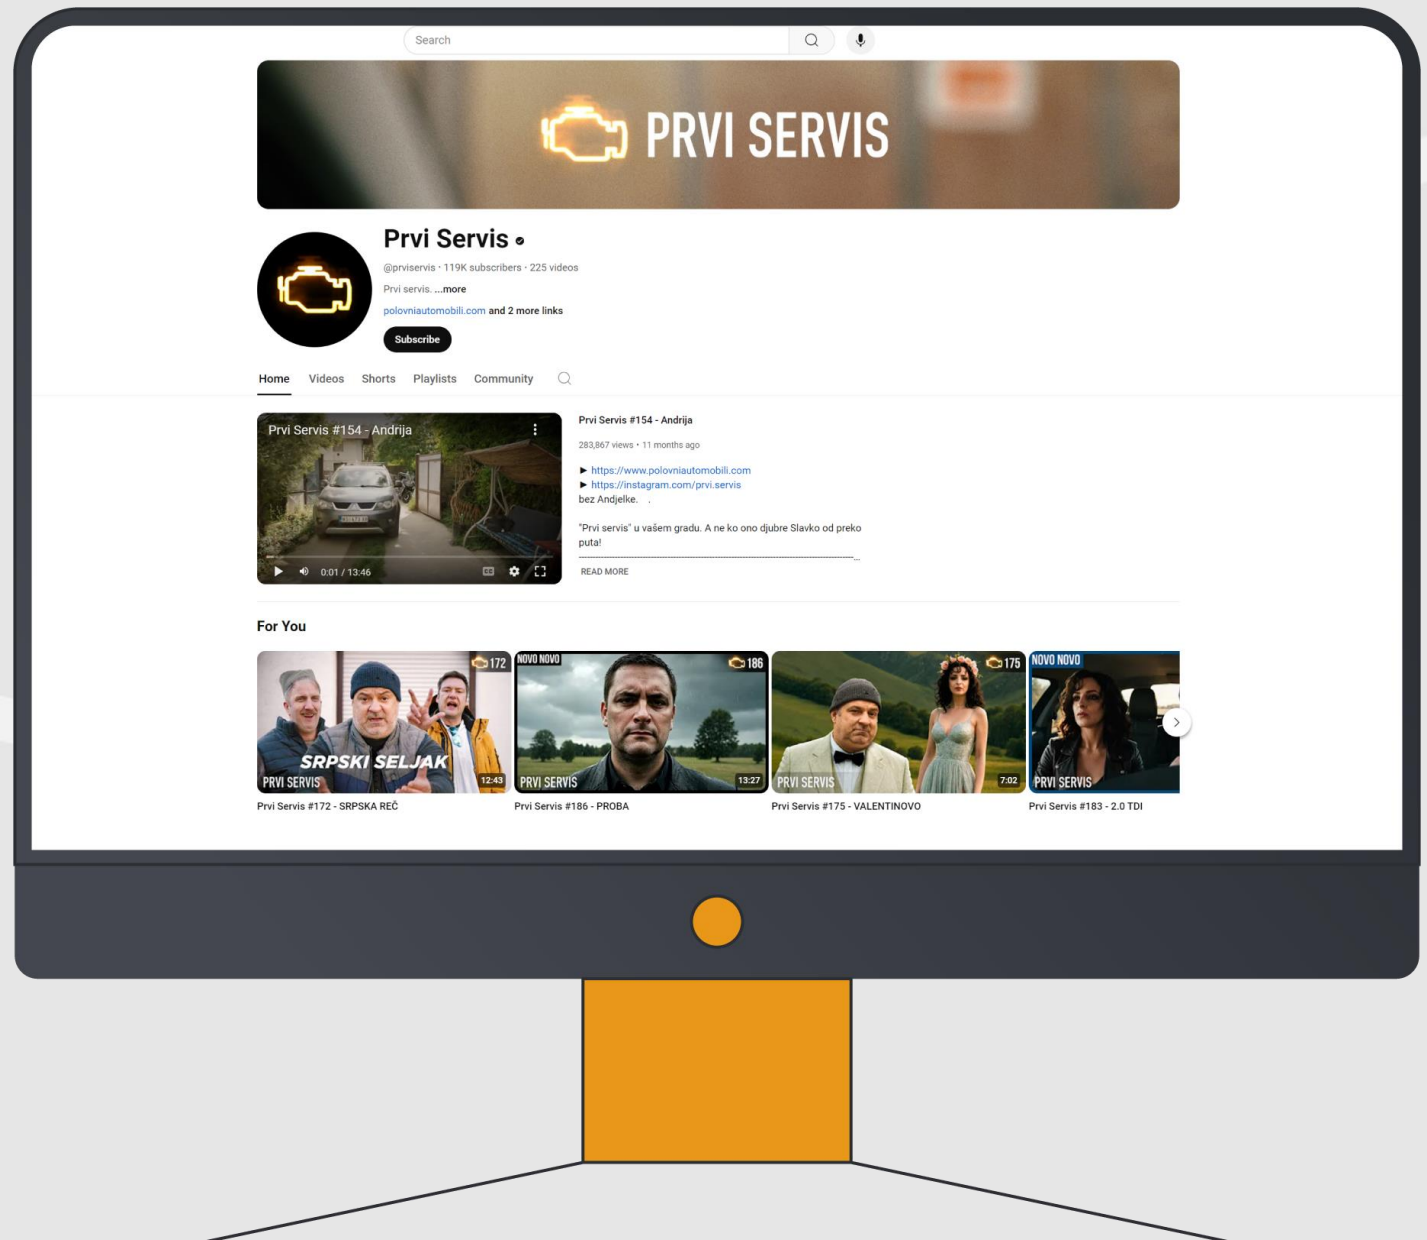 Search
PRVI SERVIS
Prvi Servis
@prviservis · 119K subscribers · 225 videos
Prvi servis. ...more
polovniautomobili.com and 2 more links
Subscribe
Home Videos Shorts Playlists Community
Prvi Servis #154 - Andrija
0:01 / 13:46
Prvi Servis #154 - Andrija
283,867 views • 11 months ago
► https://www.polovniautomobili.com
► https://instagram.com/prvi.servis
bez Andjelke. .
"Prvi servis" u vašem gradu. A ne ko ono djubre Slavko od preko
puta!
READ MORE
For You
172
SRPSKI SELJAK
PRVI SERVIS
12:43
Prvi Servis #172 - SRPSKA REČ
NOVO NOVO
186
PRVI SERVIS
13:27
Prvi Servis #186 - PROBA
175
PRVI SERVIS
7:02
Prvi Servis #175 - VALENTINOVO
NOVO NOVO
PRVI SERVIS
Prvi Servis #183 - 2.0 TDI